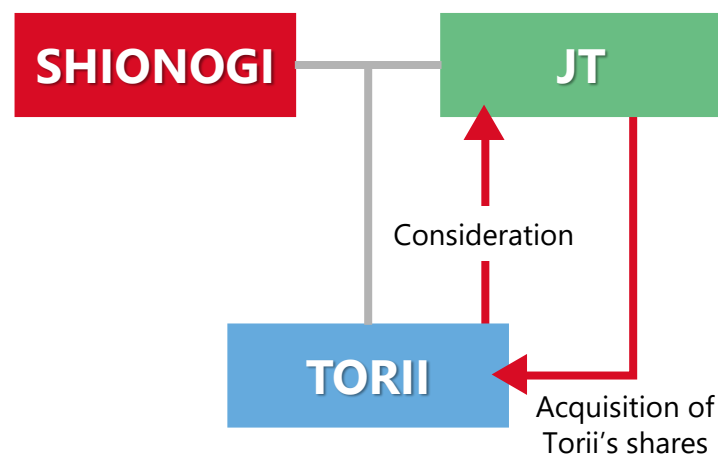 SHIONOGI
JT
Consideration
TORII
Acquisition of
Torii’s shares